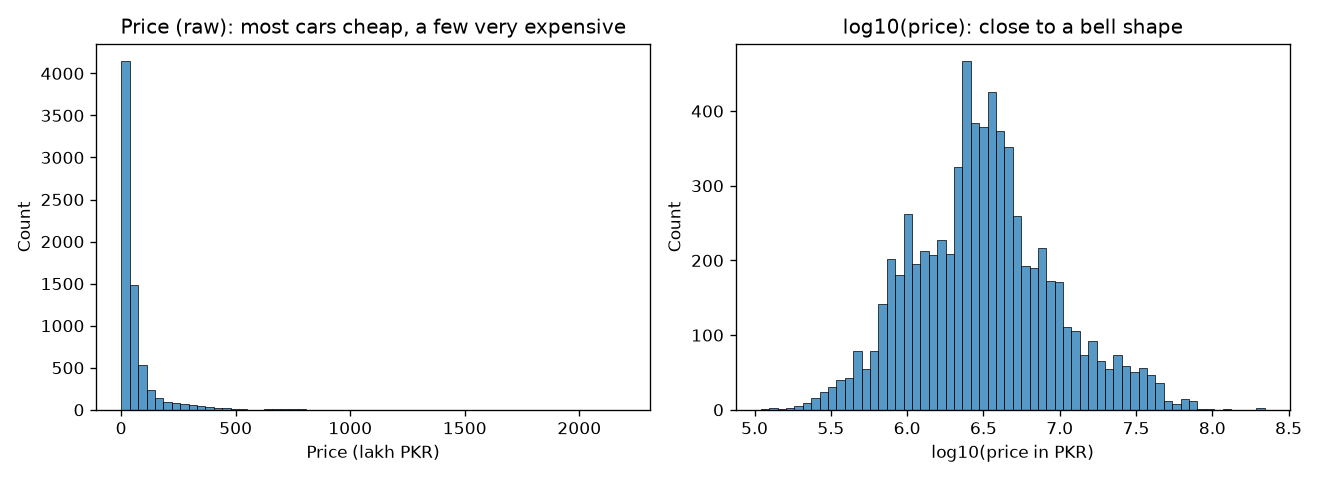 Price (raw): most cars cheap, a few very expensive
4000
3500
3000
2500
2000
1500
1000
500
0
Count
0 500 1000 1500 2000
Price (lakh PKR)
log10(price): close to a bell shape
400
300
200
100
0
Count
5.0 5.5 6.0 6.5 7.0 7.5 8.0 8.5
log10(price in PKR)